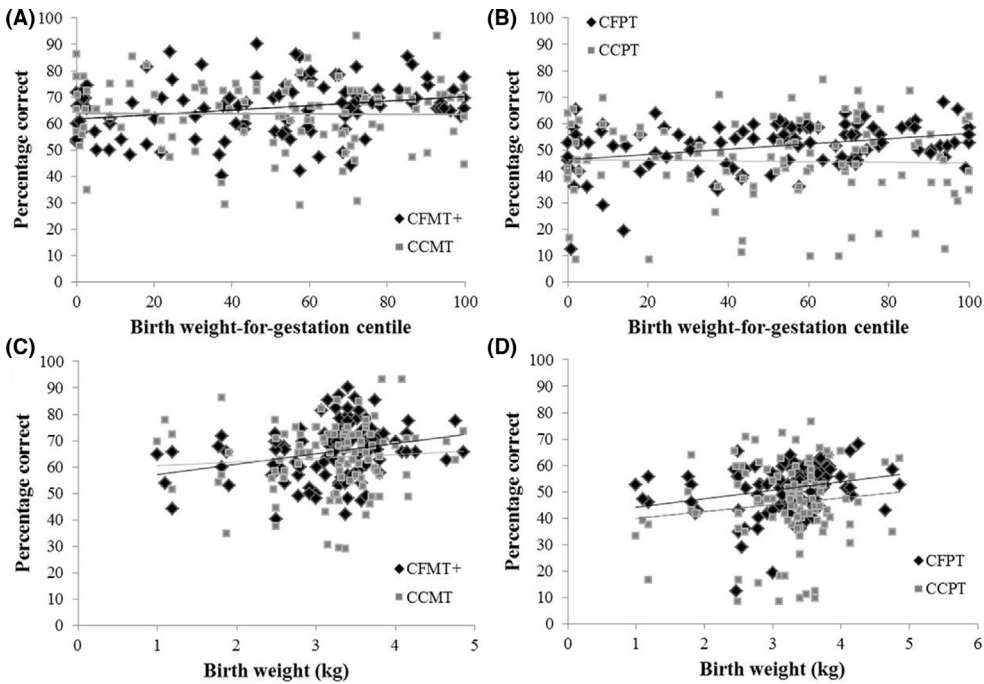 (A)
Percentage correct
100
90
80
70
60
50
40
30
20
10
0
0 20 40 60 80 100
Birth weight-for-gestation centile
CFMT+
CCMT
(B)
Percentage correct
100
90
80
70
60
50
40
30
20
10
0
0 20 40 60 80 100
Birth weight-for-gestation centile
CFPT
CCPT
(C)
Percentage correct
100
90
80
70
60
50
40
30
20
10
0
0 1 2 3 4 5
Birth weight (kg)
CFMT+
CCMT
(D)
Percentage correct
100
90
80
70
60
50
40
30
20
10
0
0 1 2 3 4 5 6
Birth weight (kg)
CFPT
CCPT